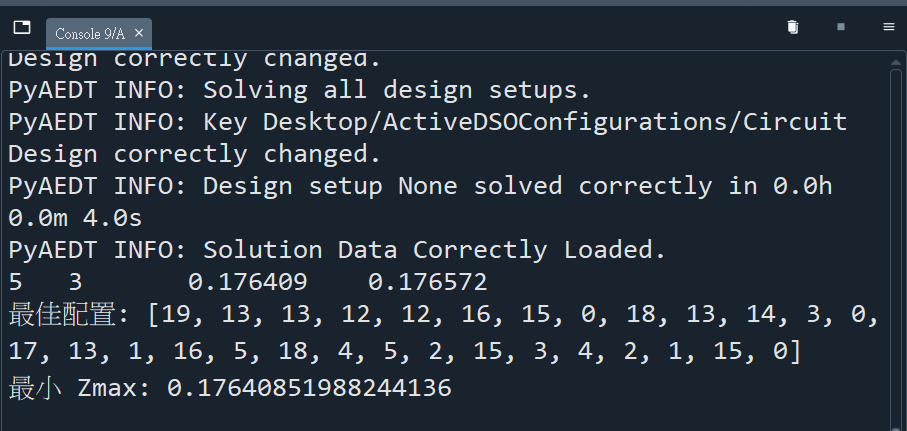 Console 9/A ×
Design correctly changed.
PyAEDT INFO: Solving all design setups.
PyAEDT INFO: Key Desktop/ActiveDSOConfigurations/Circuit
Design correctly changed.
PyAEDT INFO: Design setup None solved correctly in 0.0h
0.0m 4.0s
PyAEDT INFO: Solution Data Correctly Loaded.
5   3       0.176409    0.176572
最佳配置: [19, 13, 13, 12, 12, 16, 15, 0, 18, 13, 14, 3, 0,
17, 13, 1, 16, 5, 18, 4, 5, 2, 15, 3, 4, 2, 1, 15, 0]
最小 Zmax: 0.17640851988244136